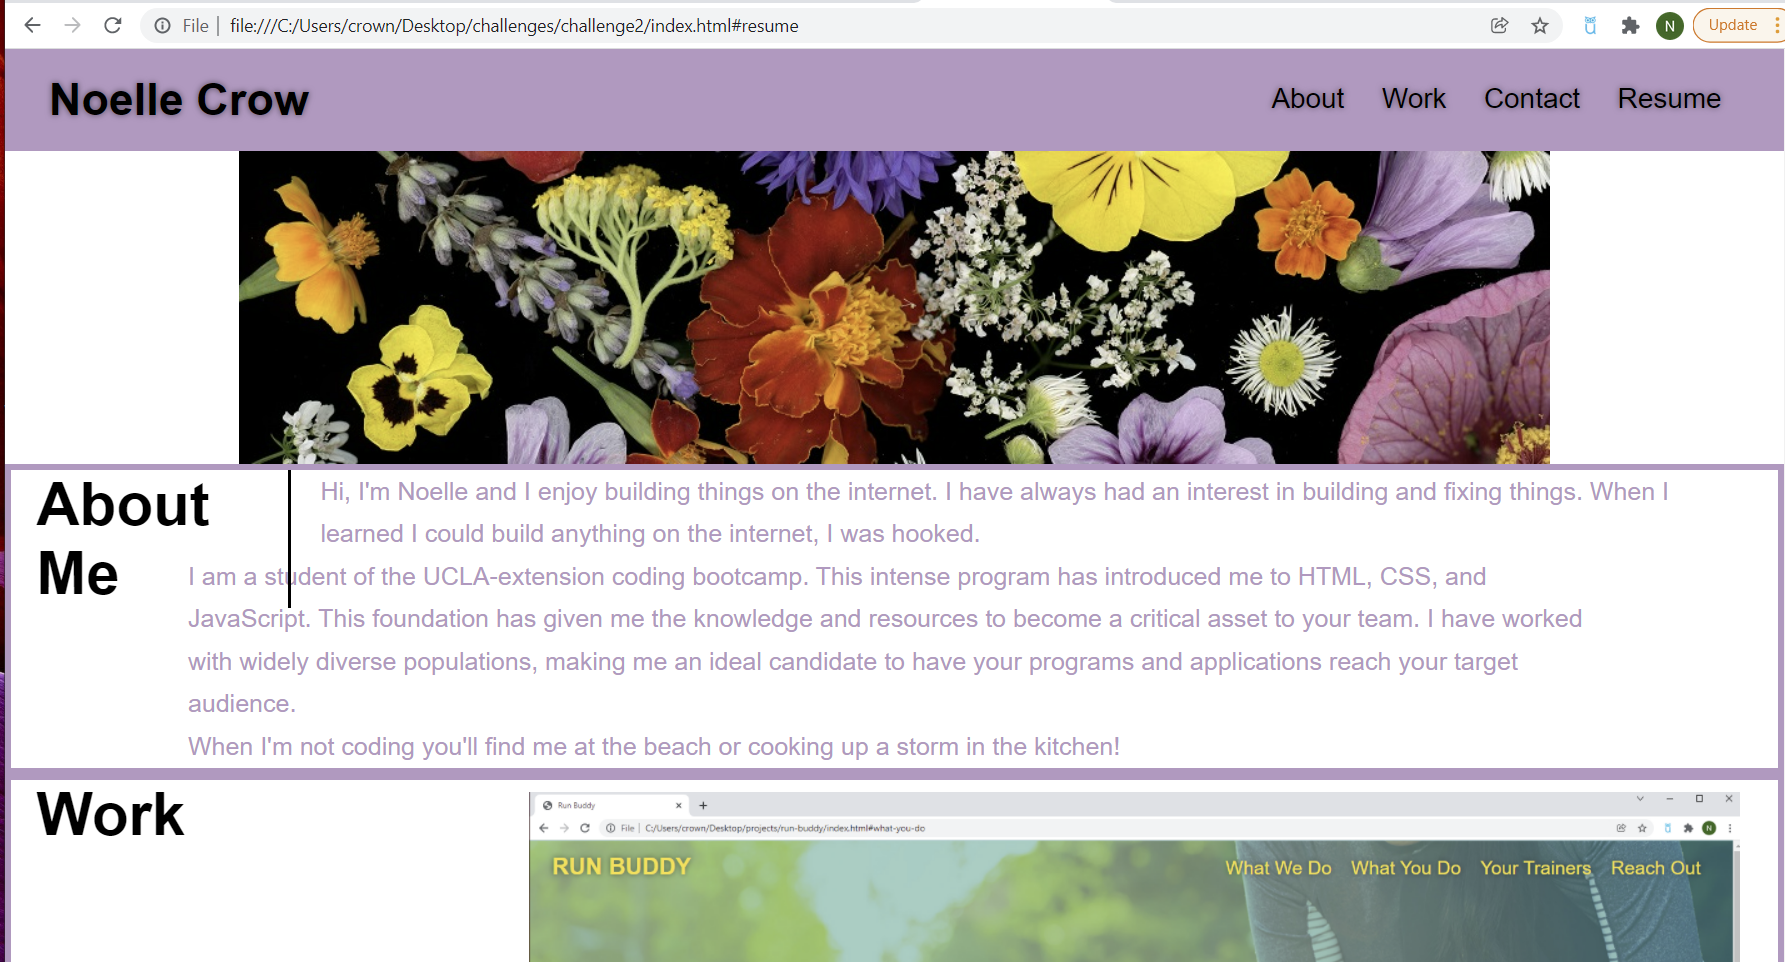 File | file:///C:/Users/crown/Desktop/challenges/challenge2/index.html#resume
N
Update
Noelle Crow
About Work Contact Resume
About
Me
Hi, I'm Noelle and I enjoy building things on the internet. I have always had an interest in building and fixing things. When I
learned I could build anything on the internet, I was hooked.
I am a student of the UCLA-extension coding bootcamp. This intense program has introduced me to HTML, CSS, and
JavaScript. This foundation has given me the knowledge and resources to become a critical asset to your team. I have worked
with widely diverse populations, making me an ideal candidate to have your programs and applications reach your target
audience.
When I'm not coding you'll find me at the beach or cooking up a storm in the kitchen!
Work
Run Buddy
File | C:/Users/crown/Desktop/projects/run-buddy/index.html#what-you-do
N
RUN BUDDY
What We Do What You Do Your Trainers Reach Out